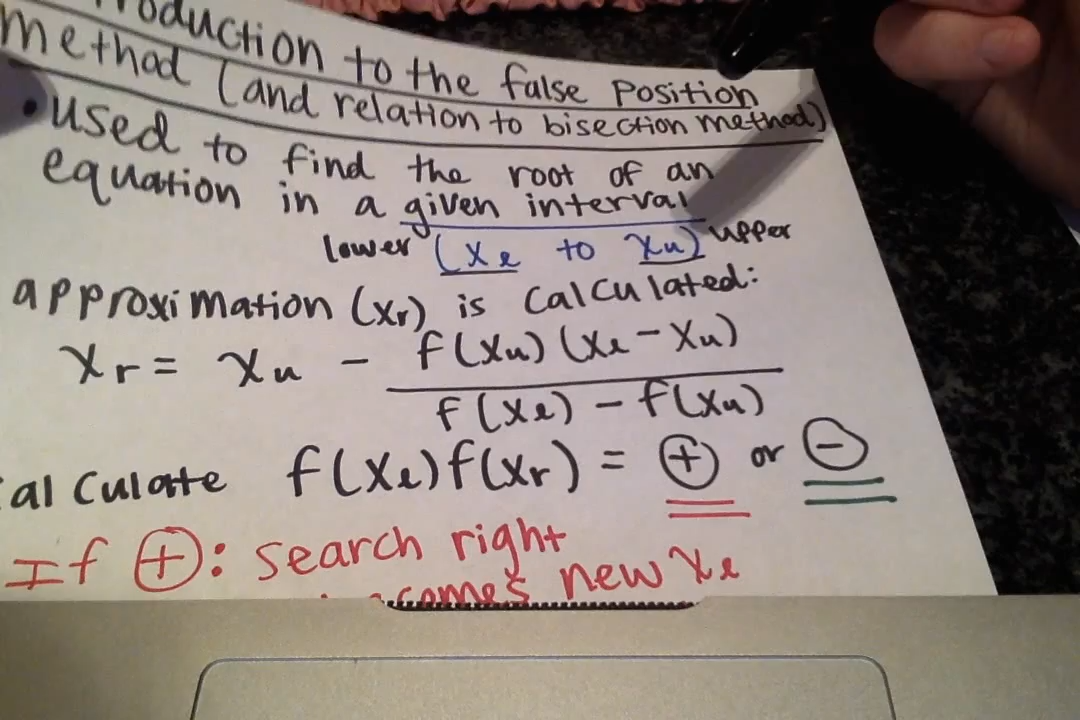 roduction to the false position
method (and relation to bisection method)
• used to find the root of an
equation in a given interval
lower (xₗ to xᵤ) upper
approximation (xᵣ) is calculated:
xᵣ = xᵤ - f(xᵤ)(xₗ - xᵤ)
f(xₗ) - f(xᵤ)
alculate f(xₗ)f(xᵣ) = ⊕ or ⊖
If ⊕: search right
comes new xₗ